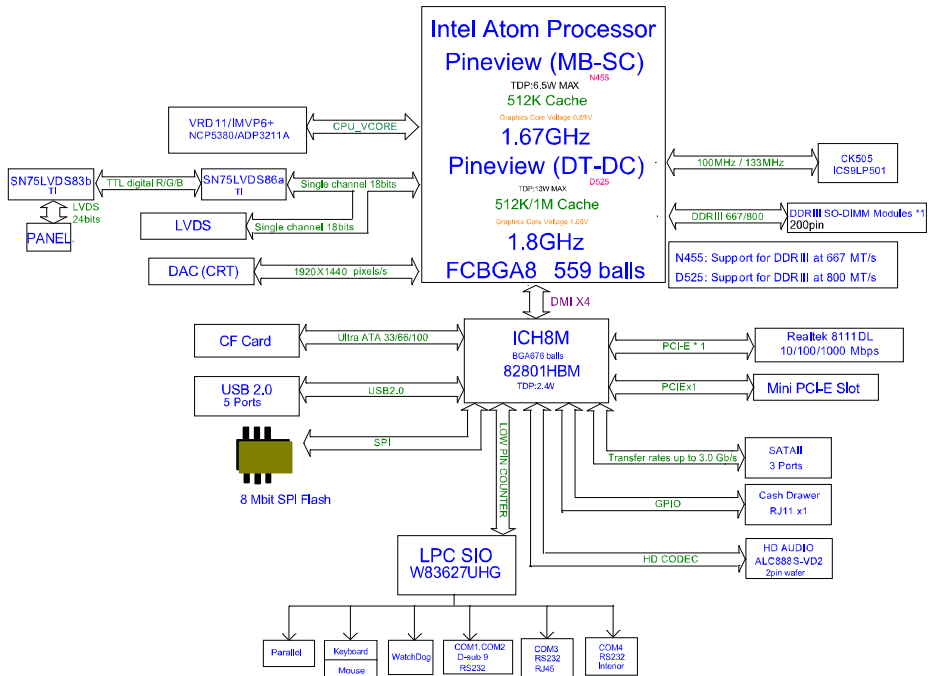 Intel Atom Processor
Pineview (MB-SC)
N455
TDP:6.5W MAX
512K Cache
Graphics Core Voltage 0.89V
1.67GHz
Pineview (DT-DC)
D525
TDP:13W MAX
512K/1M Cache
Graphics Core Voltage 1.05V
1.8GHz
FCBGA8 559 balls
VRD11/IMVP6+
NCP5380/ADP3211A
CPU_VCORE
SN75LVDS83b
TI
TTL digital R/G/B
SN75LVDS86a
TI
Single channel 18bits
LVDS
24bits
PANEL
LVDS
Single channel 18bits
DAC (CRT)
1920X1440 pixels/s
100MHz / 133MHz
CK505
ICS9LP501
DDRIII 667/800
DDRIII SO-DIMM Modules *1
200pin
N455: Support for DDRIII at 667 MT/s
D525: Support for DDRIII at 800 MT/s
DMI X4
ICH8M
BGA676 balls
82801HBM
TDP:2.4W
CF Card
Ultra ATA 33/66/100
USB 2.0
5 Ports
USB2.0
SPI
8 Mbit SPI Flash
PCI-E * 1
Realtek 8111DL
10/100/1000 Mbps
PCIEx1
Mini PCI-E Slot
Transfer rates up to 3.0 Gb/s
SATAII
3 Ports
GPIO
Cash Drawer
RJ11 x1
HD CODEC
HD AUDIO
ALC888S-VD2
2pin wafer
LOW PIN COUNTER
LPC SIO
W83627UHG
Parallel
Keyboard
Mouse
WatchDog
COM1,COM2
D-sub 9
RS232
COM3
RS232
RJ45
COM4
RS232
Interior